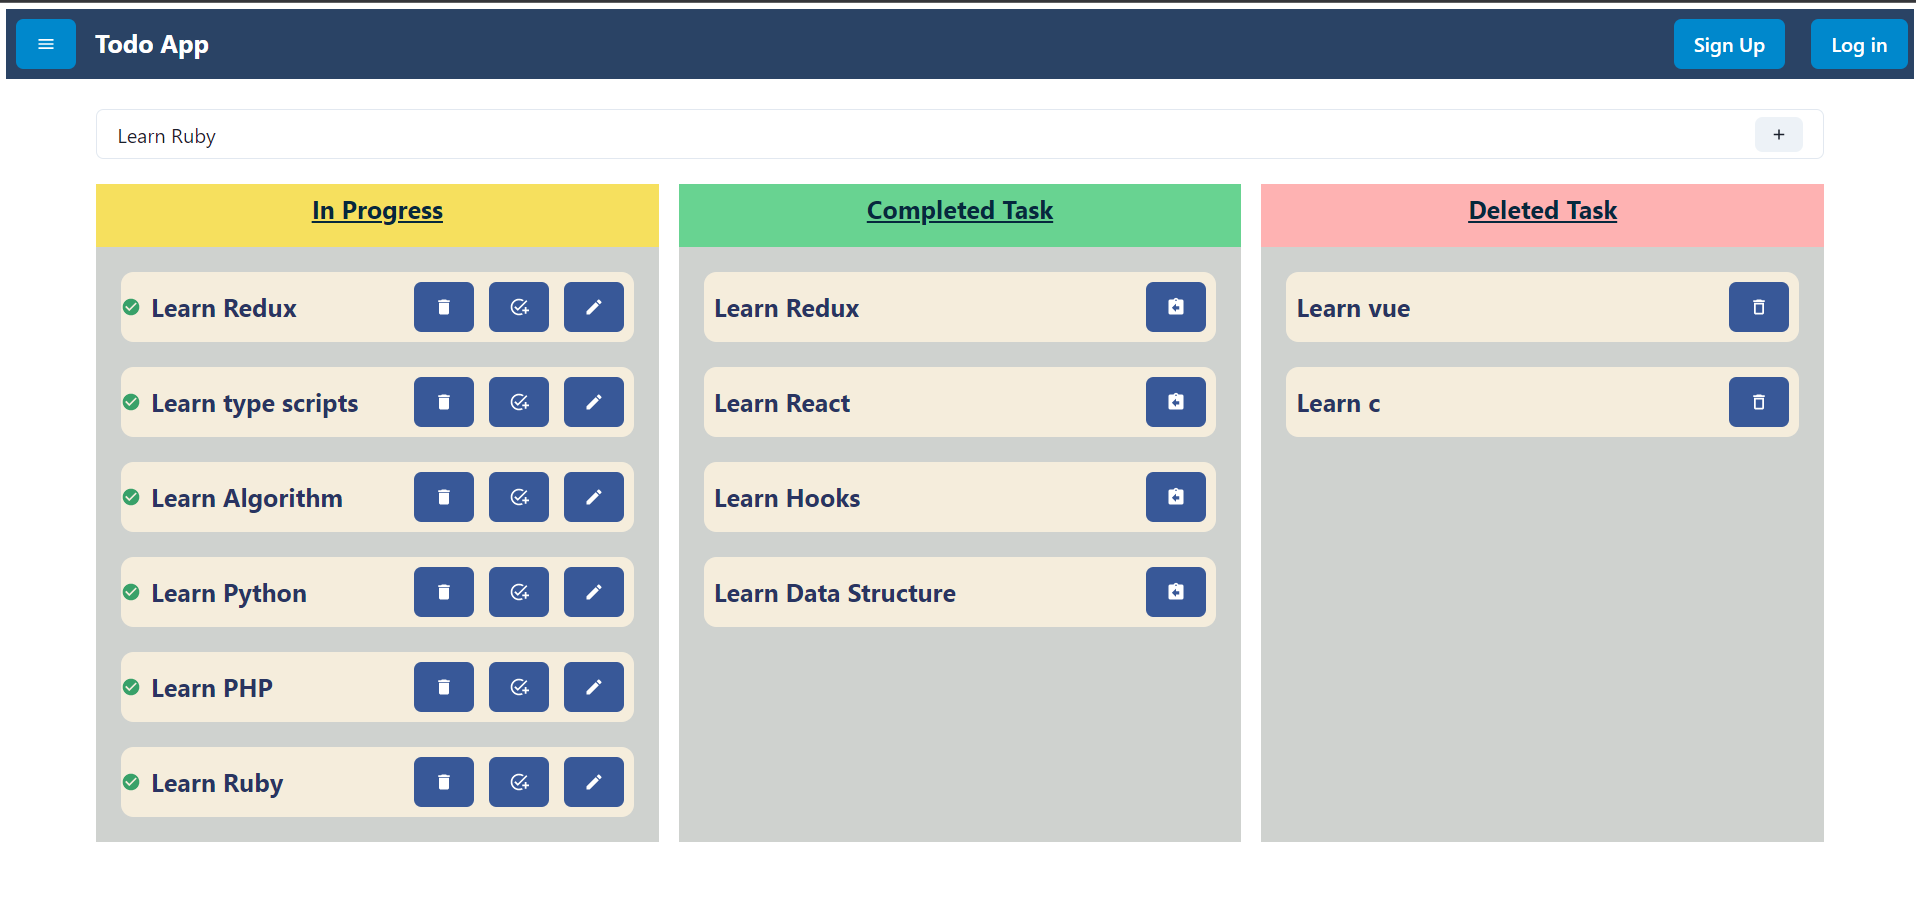 Todo App
Sign Up
Log in
Learn Ruby
In Progress
Learn Redux
Learn type scripts
Learn Algorithm
Learn Python
Learn PHP
Learn Ruby
Completed Task
Learn Redux
Learn React
Learn Hooks
Learn Data Structure
Deleted Task
Learn vue
Learn c